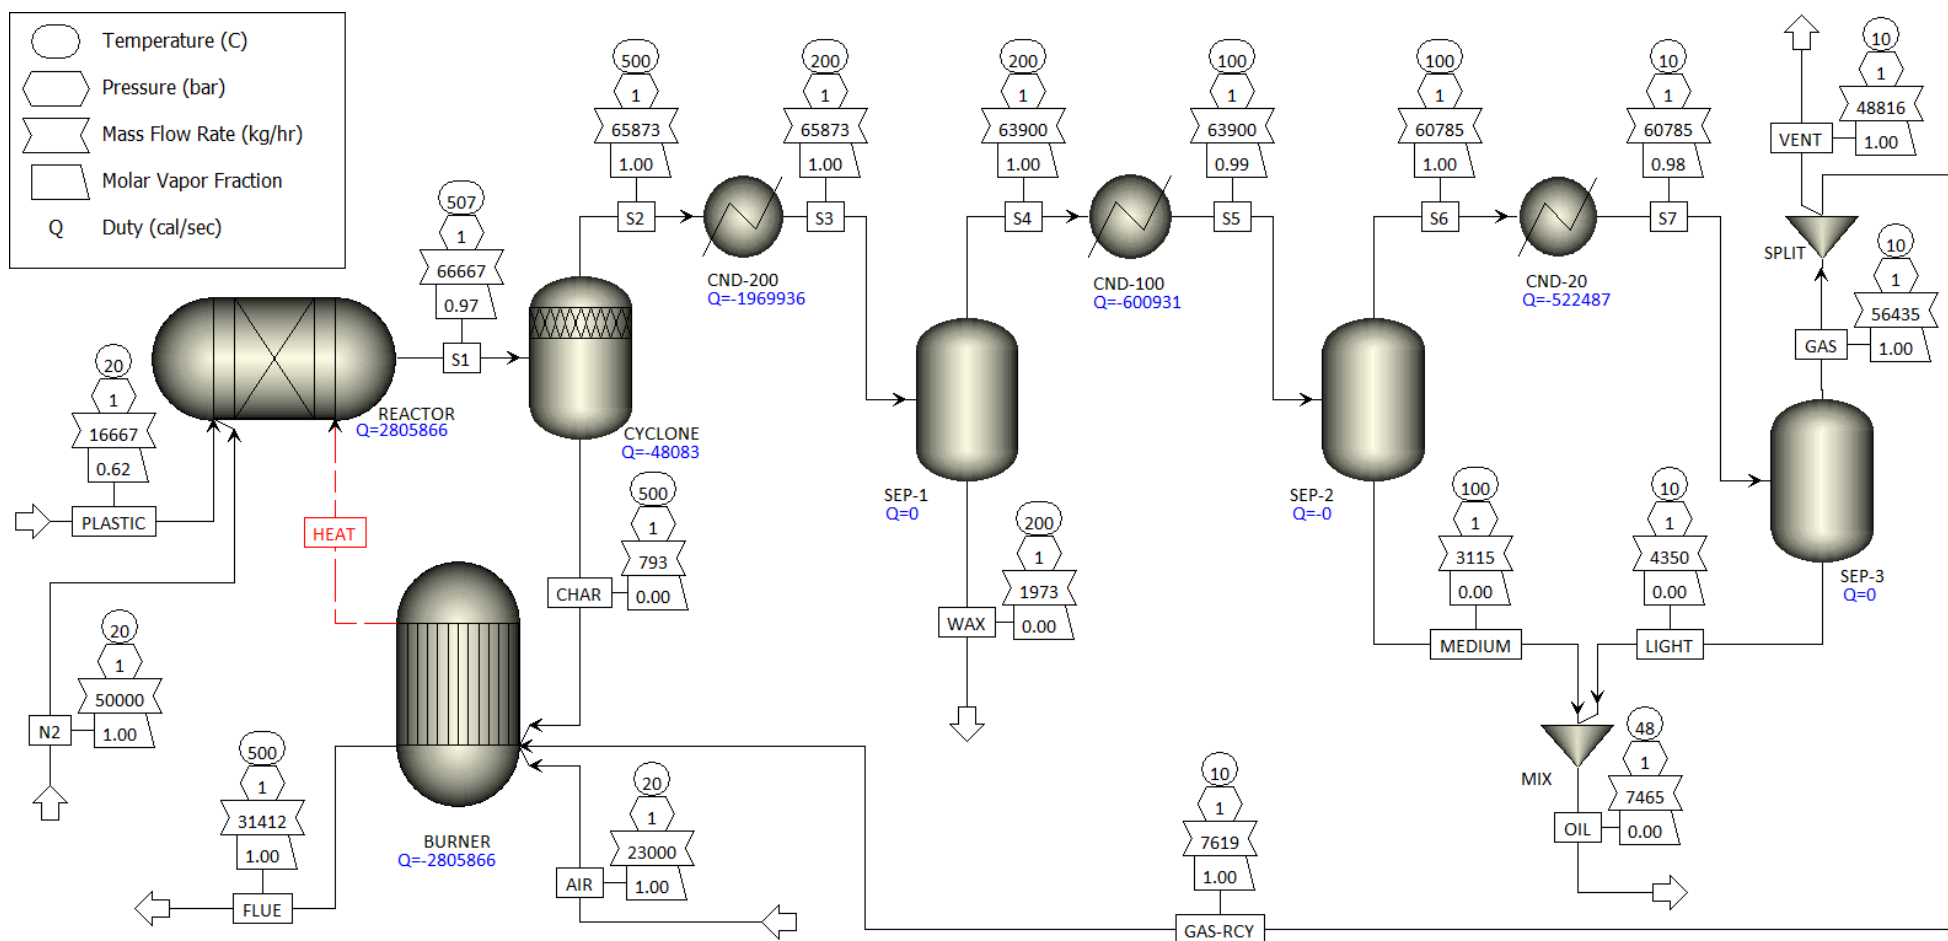 Temperature (C)
Pressure (bar)
Mass Flow Rate (kg/hr)
Molar Vapor Fraction
Q Duty (cal/sec)
20
1
16667
0.62
PLASTIC
20
1
50000
1.00
N2
REACTOR
Q=2805866
HEAT
507
1
66667
0.97
S1
CYCLONE
Q=-48083
500
1
793
0.00
CHAR
500
1
65873
1.00
S2
CND-200
Q=-1969936
200
1
65873
1.00
S3
SEP-1
Q=0
200
1
1973
0.00
WAX
200
1
63900
1.00
S4
CND-100
Q=-600931
100
1
63900
0.99
S5
SEP-2
Q=-0
100
1
3115
0.00
MEDIUM
100
1
60785
1.00
S6
CND-20
Q=-522487
10
1
60785
0.98
S7
SEP-3
Q=0
10
1
4350
0.00
LIGHT
10
1
56435
1.00
GAS
SPLIT
10
1
48816
1.00
VENT
MIX
48
1
7465
0.00
OIL
10
1
7619
1.00
GAS-RCY
20
1
23000
1.00
AIR
BURNER
Q=-2805866
500
1
31412
1.00
FLUE